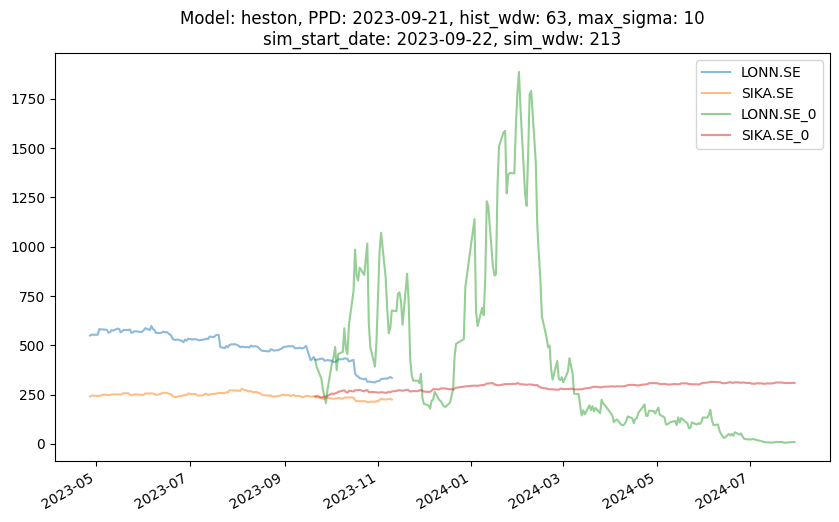 Model: heston, PPD: 2023-09-21, hist_wdw: 63, max_sigma: 10
sim_start_date: 2023-09-22, sim_wdw: 213
LONN.SE
SIKA.SE
LONN.SE_0
SIKA.SE_0
1750
1500
1250
1000
750
500
250
0
2023-05
2023-07
2023-09
2023-11
2024-01
2024-03
2024-05
2024-07